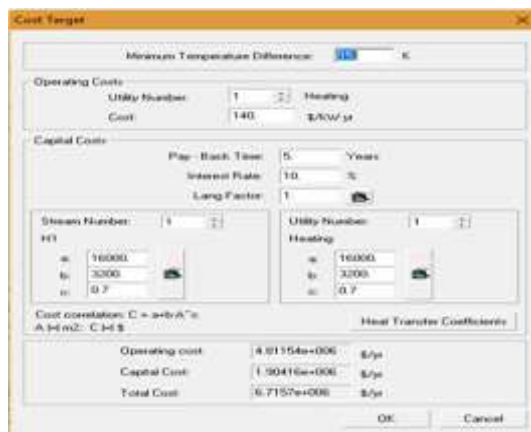 Cost Target
Minimum Temperature Difference: 15. K
Operating Costs
Utility Number: 1 Heating
Cost: 140. $/KW yr
Capital Costs
Pay - Back Time: 5. Years
Interest Rate: 10. %
Lang Factor: 1
Stream Number: 1
H1
a: 16000.
b: 3200.
c: 0.7
Utility Number: 1
Heating
a: 16000.
b: 3200.
c: 0.7
Cost correlation: C = a+b·A^c
A [=] m2: C [=] $
Heat Transfer Coefficients
Operating cost: 4.81154e+006 $/yr
Capital Cost: 1.90416e+006 $/yr
Total Cost: 6.7157e+006 $/yr
OK Cancel